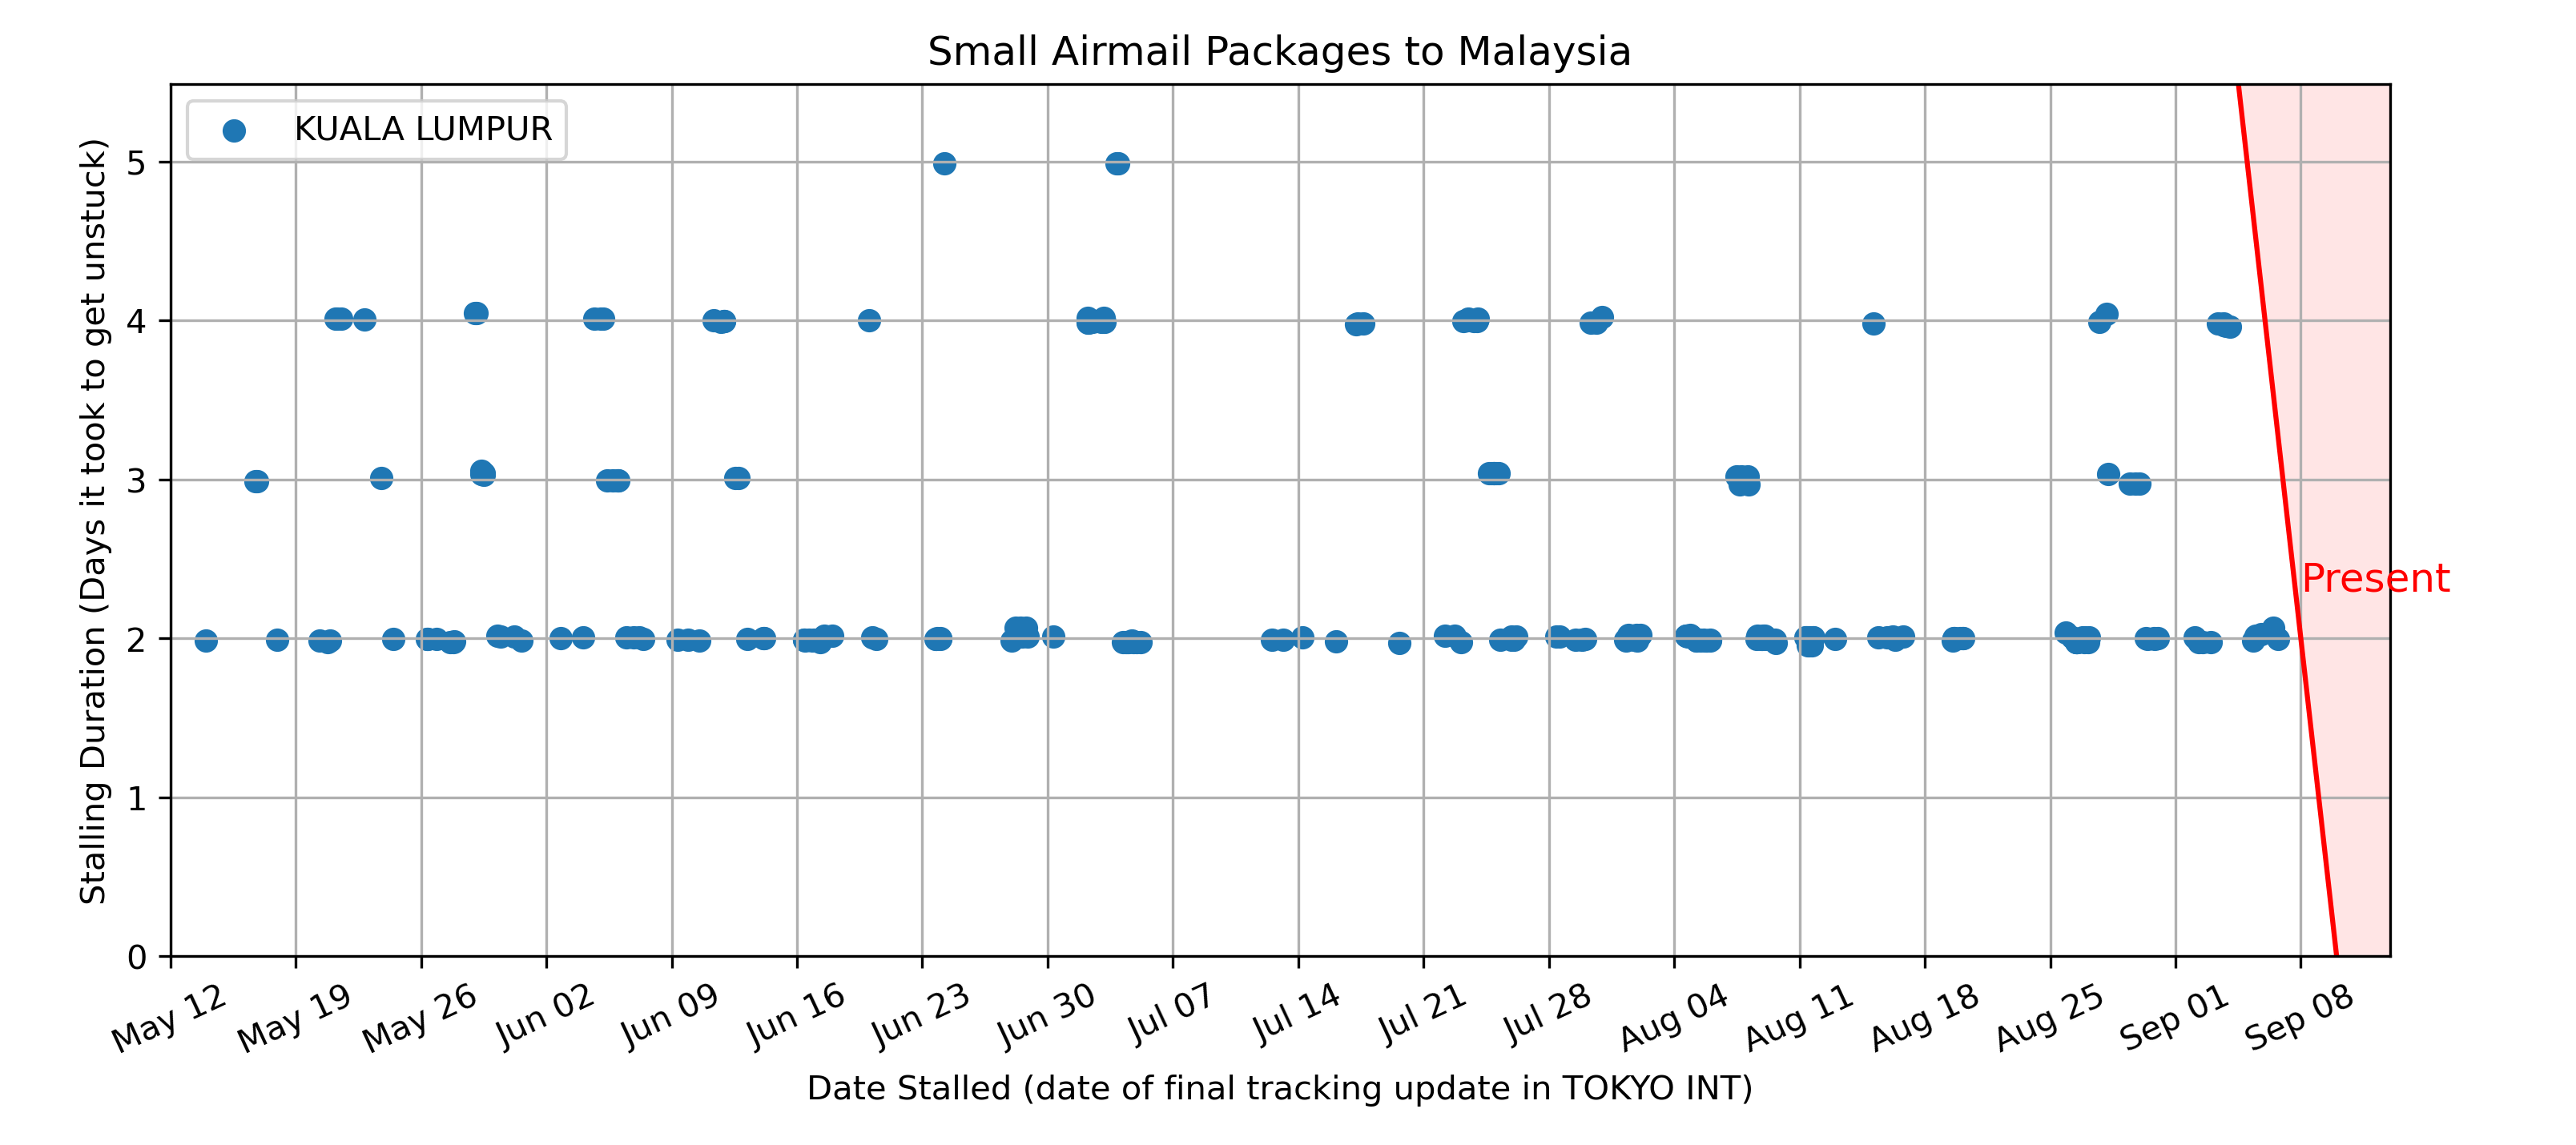 Small Airmail Packages to Malaysia
KUALA LUMPUR
Stalling Duration (Days it took to get unstuck)
5
4
3
2
1
0
Present
May 12
May 19
May 26
Jun 02
Jun 09
Jun 16
Jun 23
Jun 30
Jul 07
Jul 14
Jul 21
Jul 28
Aug 04
Aug 11
Aug 18
Aug 25
Sep 01
Sep 08
Date Stalled (date of final tracking update in TOKYO INT)